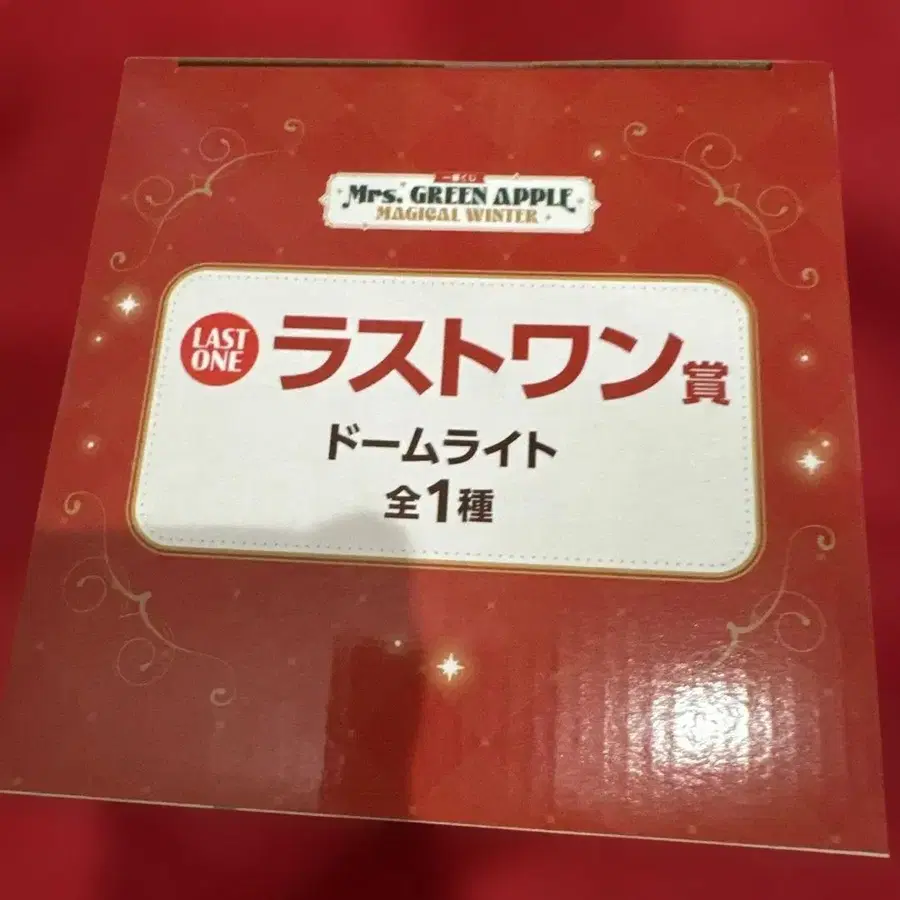 一番くじ
Mrs. GREEN APPLE
MAGICAL WINTER
LAST
ONE
ラストワン賞
ドームライト
全1種